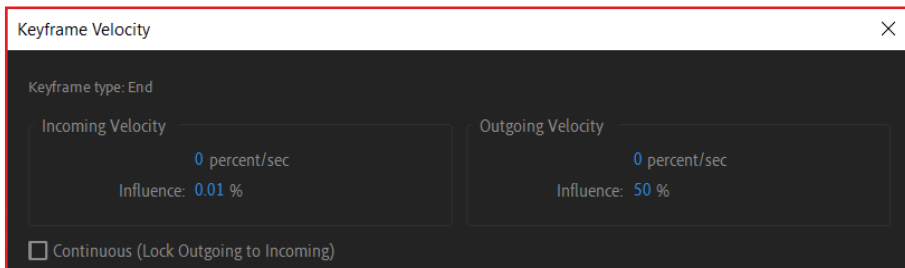 Keyframe Velocity
Keyframe type: End
Incoming Velocity
0 percent/sec
Influence: 0.01 %
Outgoing Velocity
0 percent/sec
Influence: 50 %
Continuous (Lock Outgoing to Incoming)